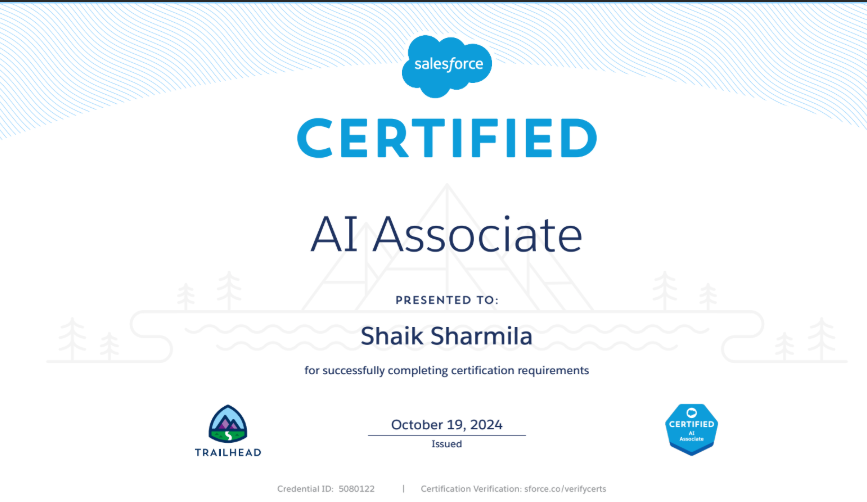 salesforce
CERTIFIED
AI Associate
PRESENTED TO:
Shaik Sharmila
for successfully completing certification requirements
October 19, 2024
Issued
TRAILHEAD
CERTIFIED
AI
Associate
Credential ID: 5080122 | Certification Verification: sforce.co/verifycerts